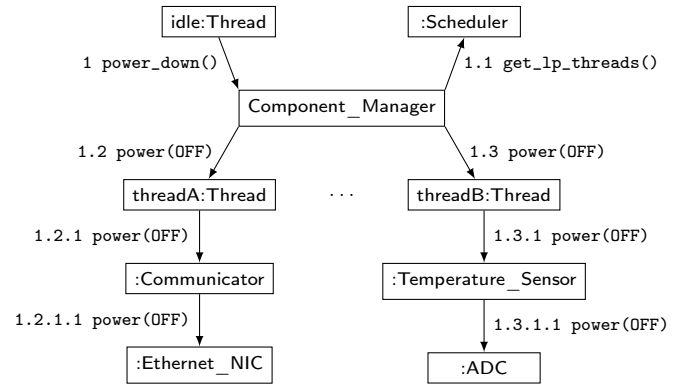 idle:Thread
:Scheduler
1 power_down()
1.1 get_lp_threads()
Component_Manager
1.2 power(OFF)
1.3 power(OFF)
threadA:Thread
...
threadB:Thread
1.2.1 power(OFF)
1.3.1 power(OFF)
:Communicator
:Temperature_Sensor
1.2.1.1 power(OFF)
1.3.1.1 power(OFF)
:Ethernet_NIC
:ADC